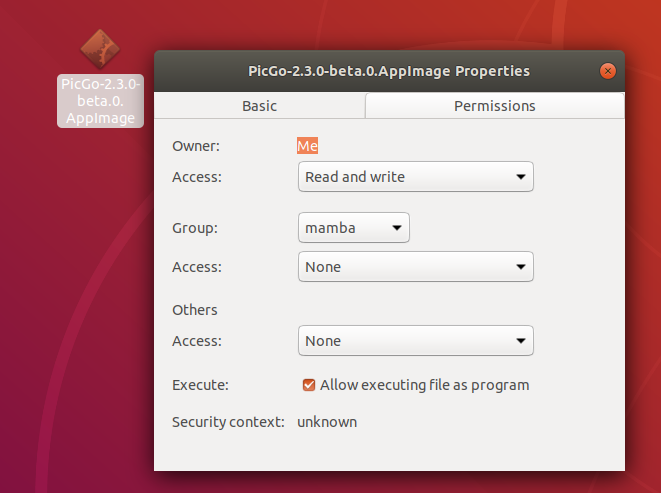 PicGo-2.3.0-
beta.0.
AppImage
PicGo-2.3.0-beta.0.AppImage Properties
Basic Permissions
Owner: Me
Access: Read and write
Group: mamba
Access: None
Others
Access: None
Execute: Allow executing file as program
Security context: unknown